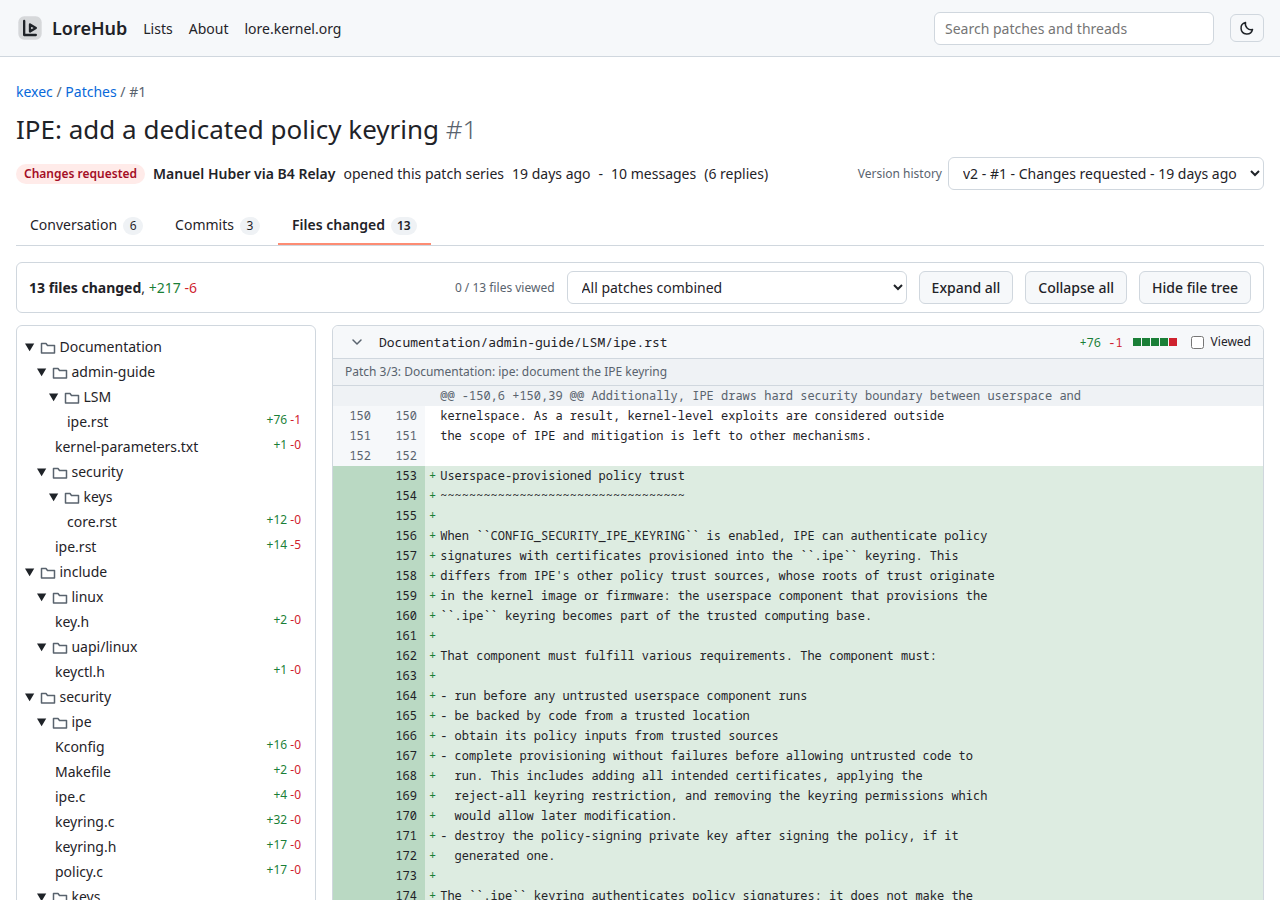 LoreHub Lists About lore.kernel.org Search patches and threads
kexec / Patches / #1
IPE: add a dedicated policy keyring #1
Changes requested Manuel Huber via B4 Relay opened this patch series 19 days ago - 10 messages (6 replies) Version history v2 - #1 - Changes requested - 19 days ago
Conversation 6 Commits 3 Files changed 13
13 files changed, +217 -6 0 / 13 files viewed All patches combined Expand all Collapse all Hide file tree
Documentation
admin-guide
LSM
ipe.rst +76 -1
kernel-parameters.txt +1 -0
security
keys
core.rst +12 -0
ipe.rst +14 -5
include
linux
key.h +2 -0
uapi/linux
keyctl.h +1 -0
security
ipe
Kconfig +16 -0
Makefile +2 -0
ipe.c +4 -0
keyring.c +32 -0
keyring.h +17 -0
policy.c +17 -0
keys
Documentation/admin-guide/LSM/ipe.rst +76 -1 Viewed
Patch 3/3: Documentation: ipe: document the IPE keyring
@@ -150,6 +150,39 @@ Additionally, IPE draws hard security boundary between userspace and
150 150 kernelspace. As a result, kernel-level exploits are considered outside
151 151 the scope of IPE and mitigation is left to other mechanisms.
152 152
153 + Userspace-provisioned policy trust
154 + ~~~~~~~~~~~~~~~~~~~~~~~~~~~~~~~~~~
155 +
156 + When ``CONFIG_SECURITY_IPE_KEYRING`` is enabled, IPE can authenticate policy
157 + signatures with certificates provisioned into the ``.ipe`` keyring. This
158 + differs from IPE's other policy trust sources, whose roots of trust originate
159 + in the kernel image or firmware: the userspace component that provisions the
160 + ``.ipe`` keyring becomes part of the trusted computing base.
161 +
162 + That component must fulfill various requirements. The component must:
163 +
164 + - run before any untrusted userspace component runs
165 + - be backed by code from a trusted location
166 + - obtain its policy inputs from trusted sources
167 + - complete provisioning without failures before allowing untrusted code to
168 + run. This includes adding all intended certificates, applying the
169 + reject-all keyring restriction, and removing the keyring permissions which
170 + would allow later modification.
171 + - destroy the policy-signing private key after signing the policy, if it
172 + generated one.
173 +
174 + The ``.ipe`` keyring authenticates policy signatures; it does not make the